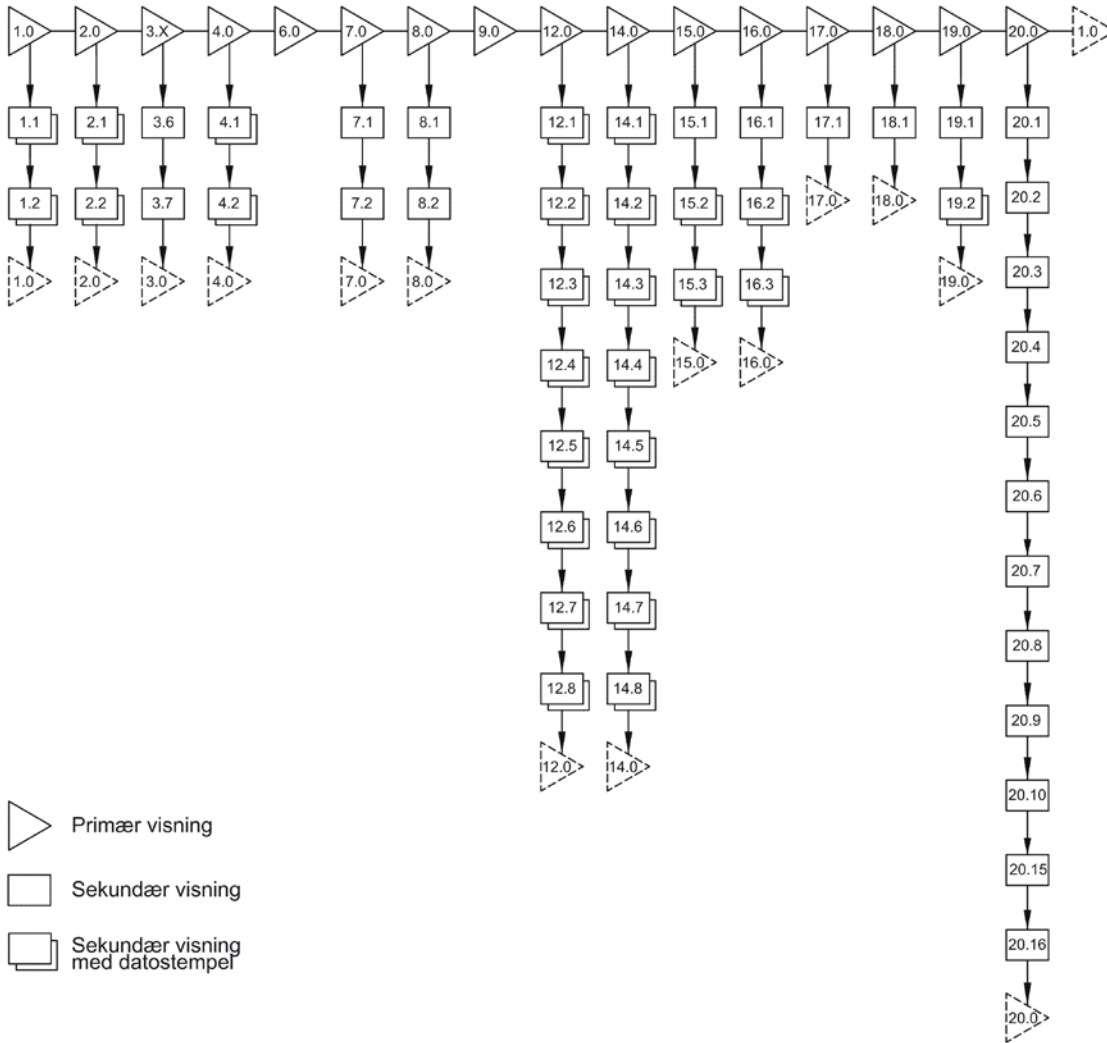 1.0 2.0 3.X 4.0 6.0 7.0 8.0 9.0 12.0 14.0 15.0 16.0 17.0 18.0 19.0 20.0 1.0
1.1 2.1 3.6 4.1 7.1 8.1 12.1 14.1 15.1 16.1 17.1 18.1 19.1 20.1
1.2 2.2 3.7 4.2 7.2 8.2 12.2 14.2 15.2 16.2 17.0 18.0 19.2 20.2
1.0 2.0 3.0 4.0 7.0 8.0 12.3 14.3 15.3 16.3 19.0 20.3
12.4 14.4 15.0 16.0 20.4
12.5 14.5 20.5
12.6 14.6 20.6
12.7 14.7 20.7
12.8 14.8 20.8
20.9
12.0 14.0
20.10
Primær visning
20.15
Sekundær visning
20.16
Sekundær visning
med datostempel
20.0